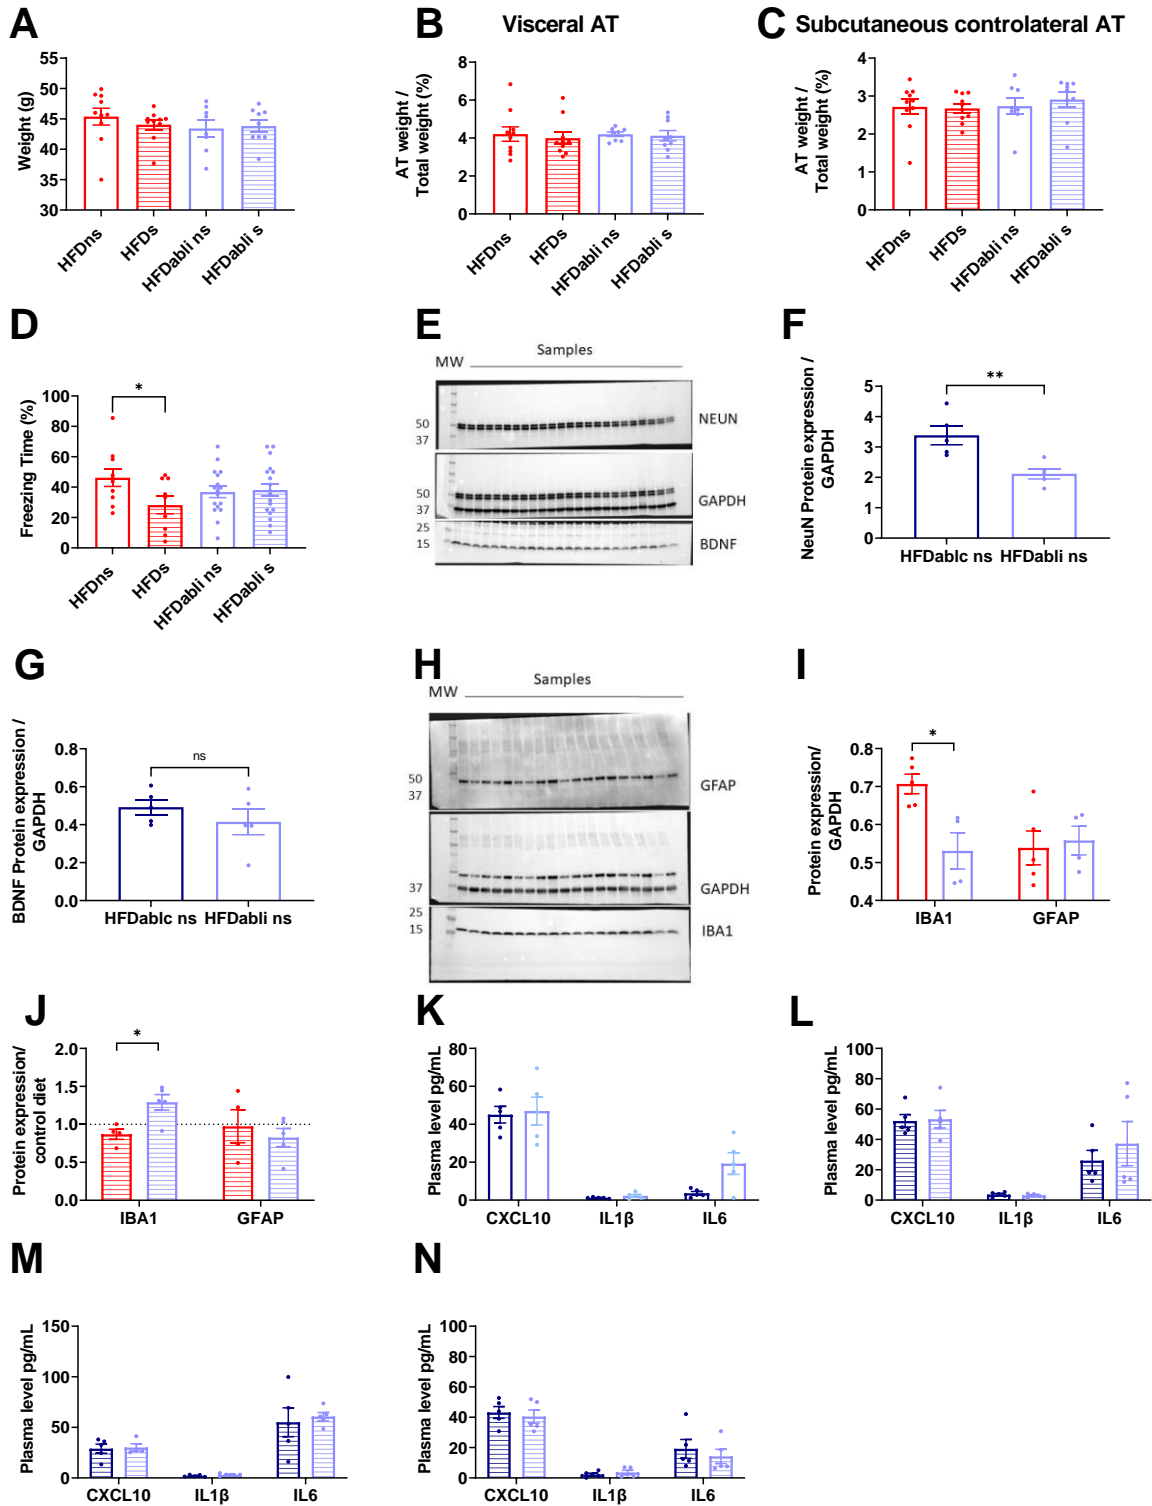 A
B
Visceral AT
C
Subcutaneous controlateral AT
Weight (g)
55
50
45
40
35
30
HFDns
HFDs
HFDabli ns
HFDabli s
AT weight /
Total weight (%)
8
6
4
2
0
HFDns
HFDs
HFDabli ns
HFDabli s
AT weight /
Total weight (%)
4
3
2
1
0
HFDns
HFDs
HFDabli ns
HFDabli s
D
Freezing Time (%)
100
80
60
40
20
0
*
HFDns
HFDs
HFDabli ns
HFDabli s
E
Samples
MW
50
37
NEUN
50
37
GAPDH
25
15
BDNF
F
NeuN Protein expression /
GAPDH
5
4
3
2
1
0
**
HFDablc ns
HFDabli ns
G
BDNF Protein expression /
GAPDH
0.8
0.6
0.4
0.2
0.0
ns
HFDablc ns
HFDabli ns
H
Samples
MW
50
37
GFAP
37
GAPDH
25
15
IBA1
I
Protein expression/
GAPDH
0.8
0.7
0.6
0.5
0.4
*
IBA1
GFAP
J
Protein expression/
control diet
2.0
1.5
1.0
0.5
0.0
*
IBA1
GFAP
K
Plasma level pg/mL
80
60
40
20
0
CXCL10
IL1β
IL6
L
Plasma level pg/mL
100
80
60
40
20
0
CXCL10
IL1β
IL6
M
Plasma level pg/mL
150
100
50
0
CXCL10
IL1β
IL6
N
Plasma level pg/mL
100
80
60
40
20
0
CXCL10
IL1β
IL6